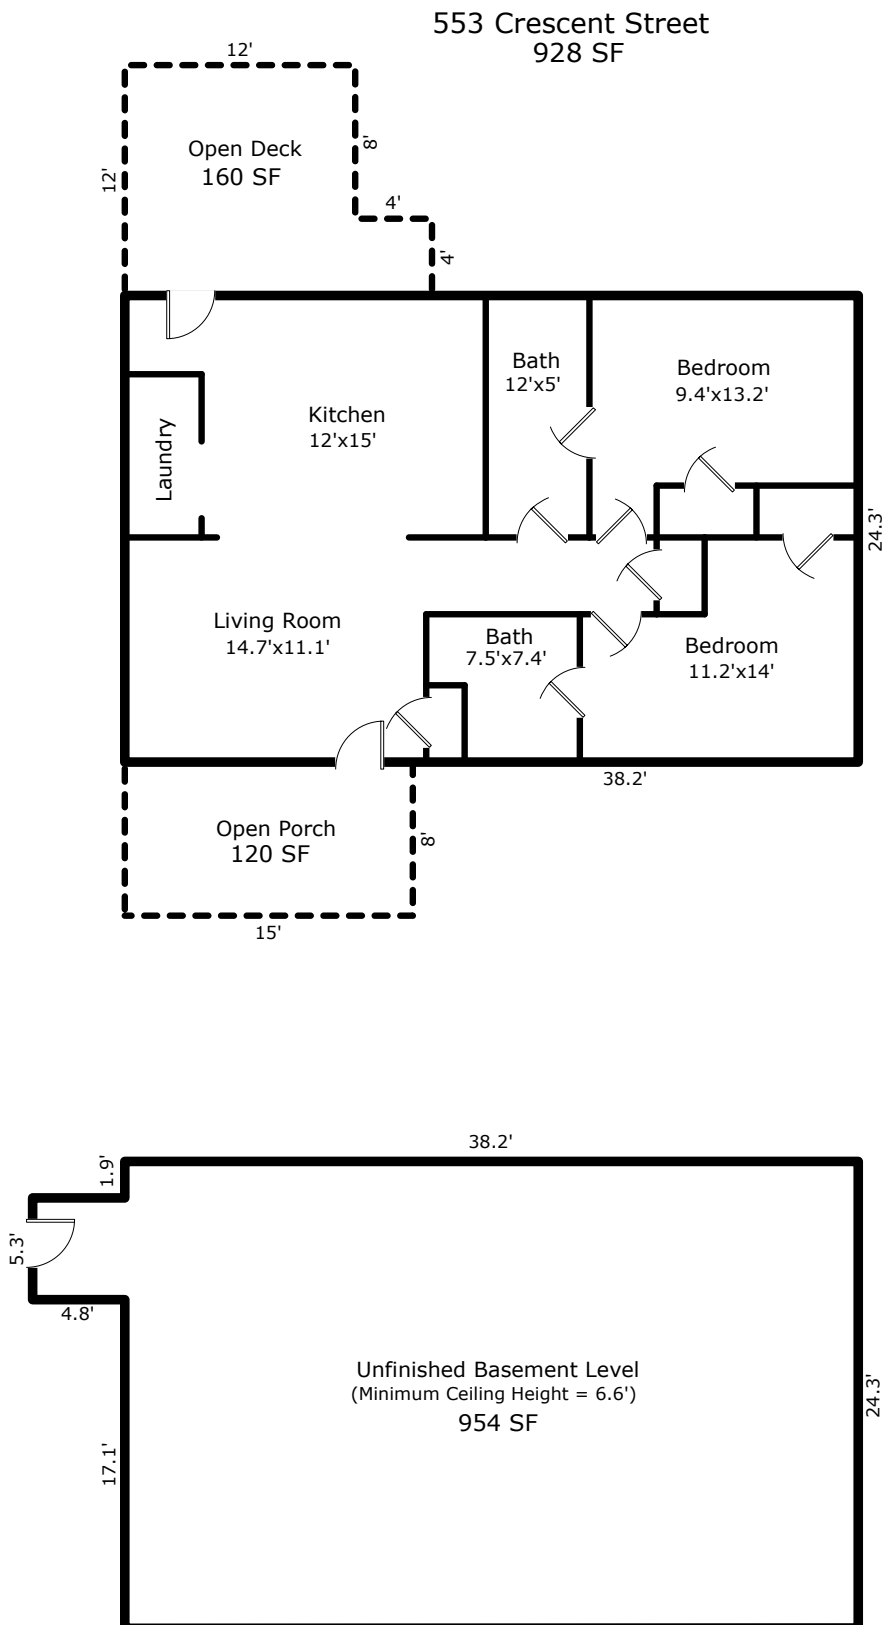 553 Crescent Street
928 SF
12'
12'
Open Deck
160 SF
8'
4'
4'
Kitchen
12'x15'
Laundry
Bath
12'x5'
Bedroom
9.4'x13.2'
24.3'
Living Room
14.7'x11.1'
Bath
7.5'x7.4'
Bedroom
11.2'x14'
38.2'
Open Porch
120 SF
8'
15'
38.2'
1.9'
5.3'
4.8'
17.1'
Unfinished Basement Level
(Minimum Ceiling Height = 6.6')
954 SF
24.3'